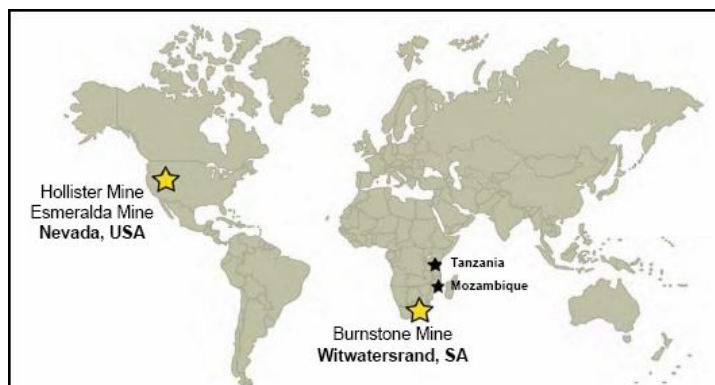 Hollister Mine
Esmeralda Mine
Nevada, USA
Tanzania
Mozambique
Burnstone Mine
Witwatersrand, SA